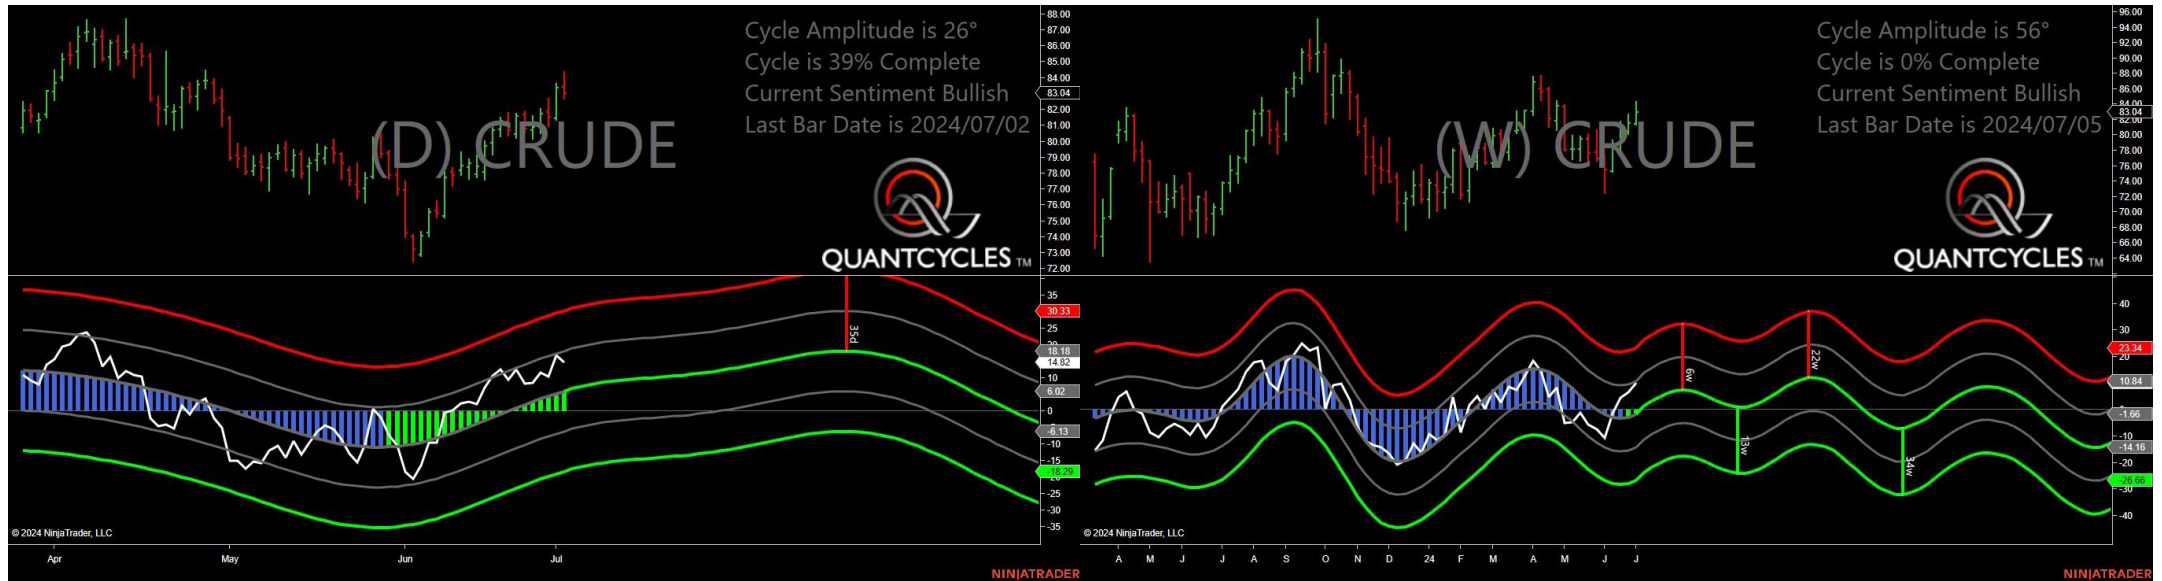 Cycle Amplitude is 26°
Cycle is 39% Complete
Current Sentiment Bullish
Last Bar Date is 2024/07/02
(D) CRUDE
QUANTCYCLES TM
88.00
87.00
86.00
85.00
84.00
83.04
82.00
81.00
80.00
79.00
78.00
77.00
76.00
75.00
74.00
73.00
72.00
35d
35
30.33
25
18.18
14.82
10
6.02
0
-6.13
-10
-15
-18.29
-25
-30
-35
© 2024 NinjaTrader, LLC
Apr May Jun Jul
NINJATRADER
Cycle Amplitude is 56°
Cycle is 0% Complete
Current Sentiment Bullish
Last Bar Date is 2024/07/05
(W) CRUDE
QUANTCYCLES TM
96.00
94.00
92.00
90.00
88.00
86.00
84.00
83.04
82.00
80.00
78.00
76.00
74.00
72.00
70.00
68.00
66.00
64.00
6w
22w
13w
34w
40
30
23.34
20
10.84
-1.66
-10
-14.16
-20
-26.66
-30
-40
© 2024 NinjaTrader, LLC
A M J J A S O N D 24 F M A M J J
NINJATRADER